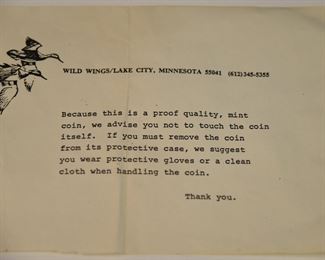 WILD WINGS/LAKE CITY, MINNESOTA 55041 (612)345-5355
Because this is a proof quality, mint
coin, we advise you not to touch the coin
itself. If you must remove the coin
from its protective case, we suggest
you wear protective gloves or a clean
cloth when handling the coin.
Thank you.